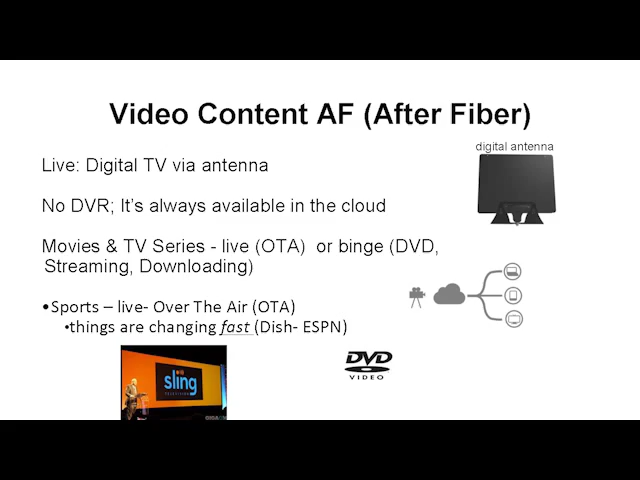 Video Content AF (After Fiber)
digital antenna
Live: Digital TV via antenna
No DVR; It's always available in the cloud
Movies & TV Series - live (OTA) or binge (DVD,
Streaming, Downloading)
•Sports – live- Over The Air (OTA)
•things are changing fast (Dish- ESPN)
sling
TELEVISION
DVD
VIDEO